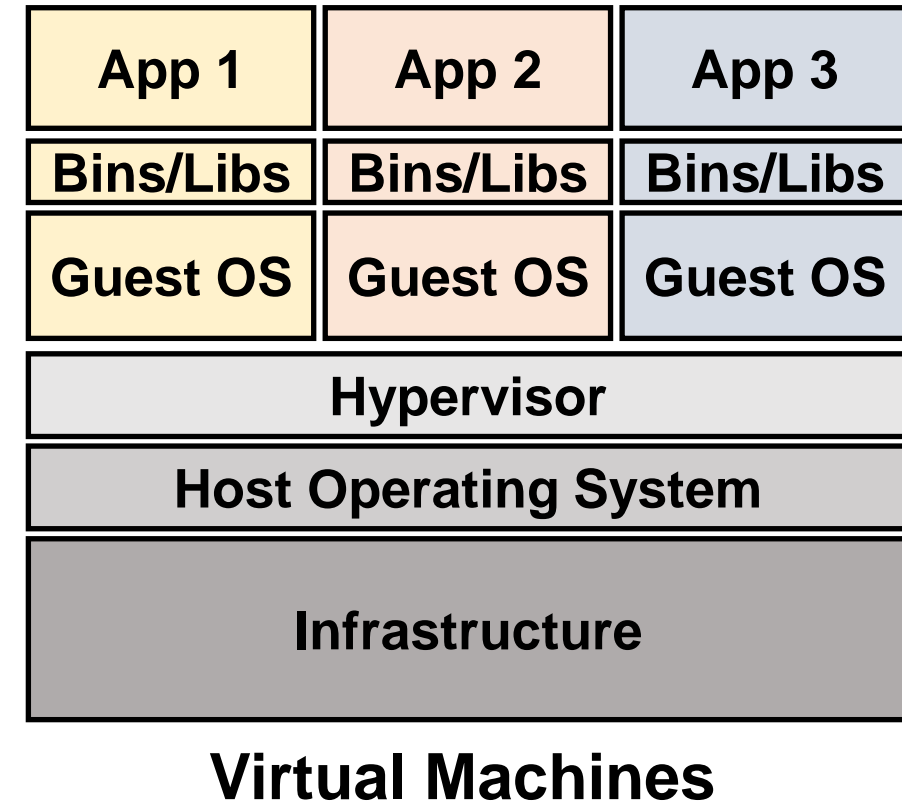 App 1 App 2 App 3
Bins/Libs Bins/Libs Bins/Libs
Guest OS Guest OS Guest OS
Hypervisor
Host Operating System
Infrastructure
Virtual Machines